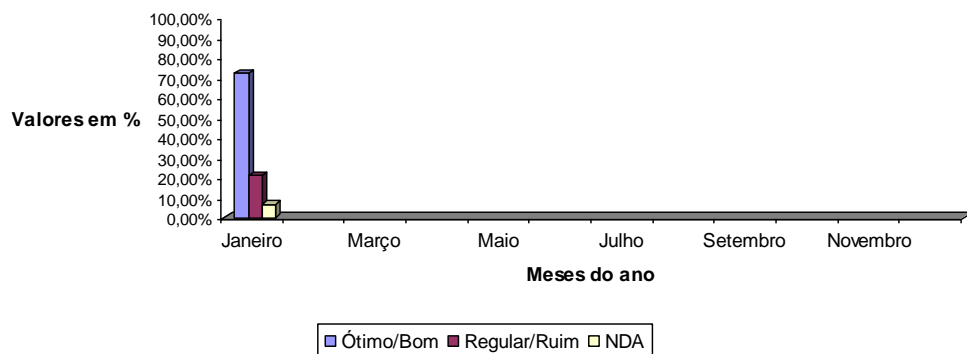 100,00%
90,00%
80,00%
70,00%
60,00%
50,00%
40,00%
30,00%
20,00%
10,00%
0,00%
Valores em %
Janeiro Março Maio Julho Setembro Novembro
Meses do ano
Ótimo/Bom Regular/Ruim NDA